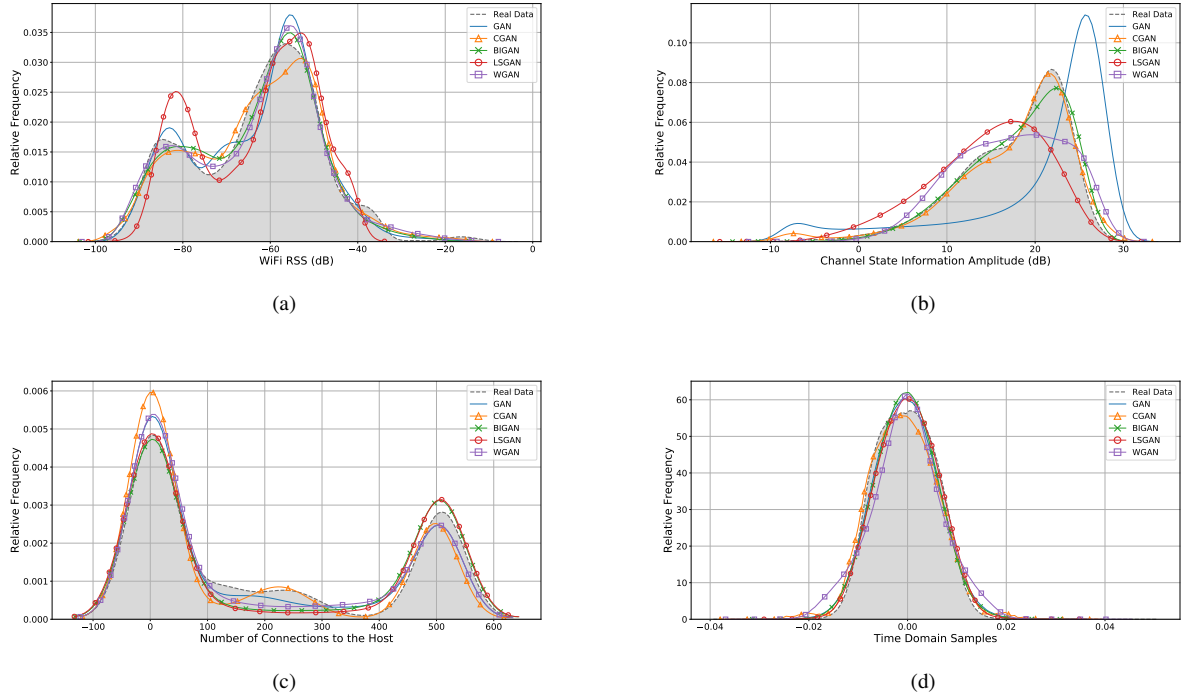 Relative Frequency
0.035
0.030
0.025
0.020
0.015
0.010
0.005
0.000
−100
−80
−60
−40
−20
0
WiFi RSS (dB)
Real Data
GAN
CGAN
BIGAN
LSGAN
WGAN
(a)
Relative Frequency
0.10
0.08
0.06
0.04
0.02
0.00
−10
0
10
20
30
Channel State Information Amplitude (dB)
Real Data
GAN
CGAN
BIGAN
LSGAN
WGAN
(b)
Relative Frequency
0.006
0.005
0.004
0.003
0.002
0.001
0.000
−100
0
100
200
300
400
500
600
Number of Connections to the Host
Real Data
GAN
CGAN
BIGAN
LSGAN
WGAN
(c)
Relative Frequency
60
50
40
30
20
10
0
−0.04
−0.02
0.00
0.02
0.04
Time Domain Samples
Real Data
GAN
CGAN
BIGAN
LSGAN
WGAN
(d)